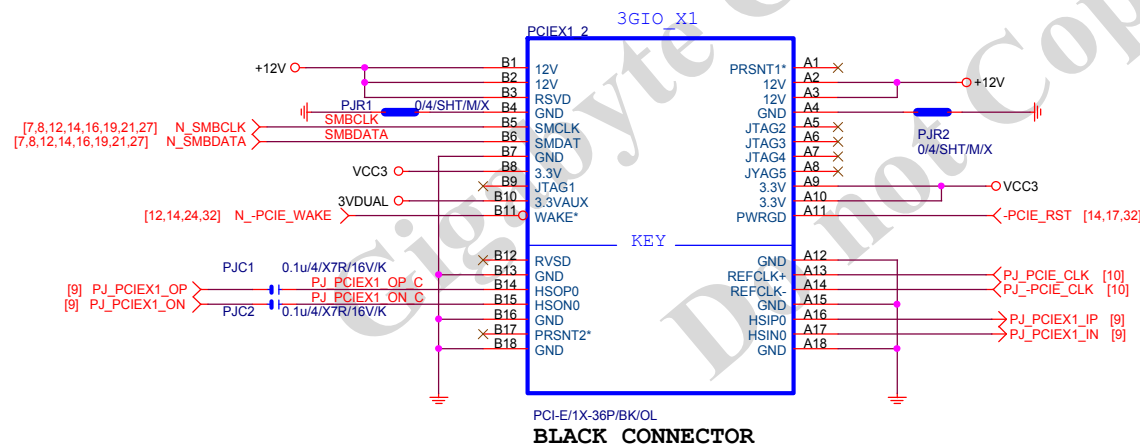 3GIO_X1
PCIEX1_2
+12V B1 12V PRSNT1* A1
B2 12V 12V A2 +12V
B3 RSVD 12V A3
PJR1 0/4/SHT/M/X B4 GND GND A4
[7,8,12,14,16,19,21,27] N_SMBCLK SMBCLK B5 SMCLK JTAG2 A5
[7,8,12,14,16,19,21,27] N_SMBDATA SMBDATA B6 SMDAT JTAG3 A6 PJR2
B7 GND JTAG4 A7 0/4/SHT/M/X
VCC3 B8 3.3V JYAG5 A8
B9 JTAG1 3.3V A9 VCC3
3VDUAL B10 3.3VAUX 3.3V A10
[12,14,24,32] N_-PCIE_WAKE B11 WAKE* PWRGD A11 -PCIE_RST [14,17,32]
KEY
B12 RVSD GND A12
PJC1 0.1u/4/X7R/16V/K B13 GND REFCLK+ A13 PJ_PCIE_CLK [10]
[9] PJ_PCIEX1_OP PJ_PCIEX1_OP_C B14 HSOP0 REFCLK- A14 PJ_-PCIE_CLK [10]
[9] PJ_PCIEX1_ON PJ_PCIEX1_ON_C B15 HSON0 GND A15
PJC2 0.1u/4/X7R/16V/K B16 GND HSIP0 A16 PJ_PCIEX1_IP [9]
B17 PRSNT2* HSIN0 A17 PJ_PCIEX1_IN [9]
B18 GND GND A18
PCI-E/1X-36P/BK/OL
BLACK CONNECTOR
Gigabyte
Do not Cop